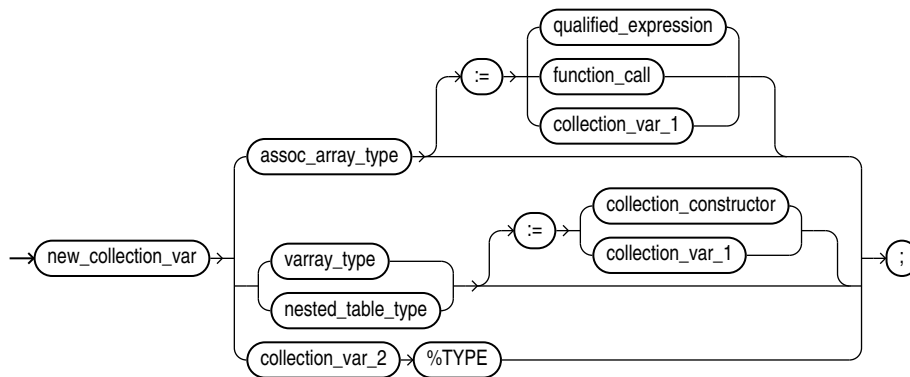 qualified_expression
:= function_call
collection_var_1
assoc_array_type
collection_constructor
:=
collection_var_1
new_collection_var
varray_type
;
nested_table_type
collection_var_2 %TYPE